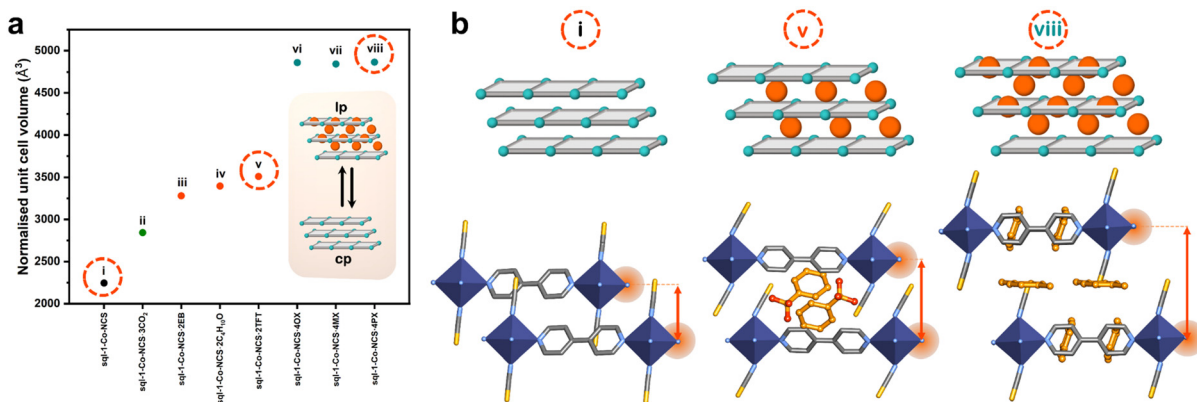 a
Normalised unit cell volume (Å³)
5000
4500
4000
3500
3000
2500
2000
i
ii
iii
iv
v
vi
vii
viii
lp
cp
sql-1-Co-NCS
sql-1-Co-NCS·3CO₂
sql-1-Co-NCS·2EB
sql-1-Co-NCS·2C₄H₁₀O
sql-1-Co-NCS·2TFT
sql-1-Co-NCS·4OX
sql-1-Co-NCS·4MX
sql-1-Co-NCS·4PX
b
i
v
viii